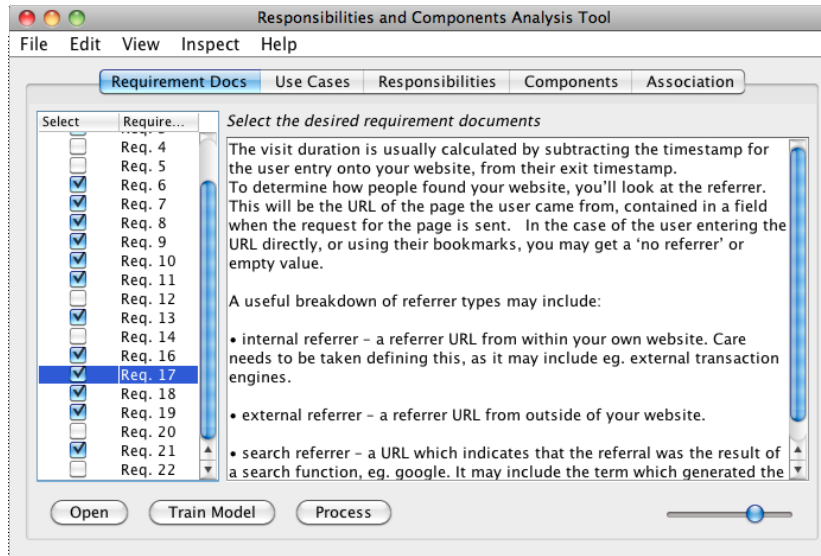 Responsibilities and Components Analysis Tool
File Edit View Inspect Help
Requirement Docs Use Cases Responsibilities Components Association
Select Require...
Req. 4
Req. 5
Req. 6
Req. 7
Req. 8
Req. 9
Req. 10
Req. 11
Req. 12
Req. 13
Req. 14
Req. 16
Req. 17
Req. 18
Req. 19
Req. 20
Req. 21
Req. 22
Select the desired requirement documents
The visit duration is usually calculated by subtracting the timestamp for
the user entry onto your website, from their exit timestamp.
To determine how people found your website, you'll look at the referrer.
This will be the URL of the page the user came from, contained in a field
when the request for the page is sent. In the case of the user entering the
URL directly, or using their bookmarks, you may get a 'no referrer' or
empty value.
A useful breakdown of referrer types may include:
• internal referrer – a referrer URL from within your own website. Care
needs to be taken defining this, as it may include eg. external transaction
engines.
• external referrer – a referrer URL from outside of your website.
• search referrer – a URL which indicates that the referral was the result of
a search function, eg. google. It may include the term which generated the
Open Train Model Process